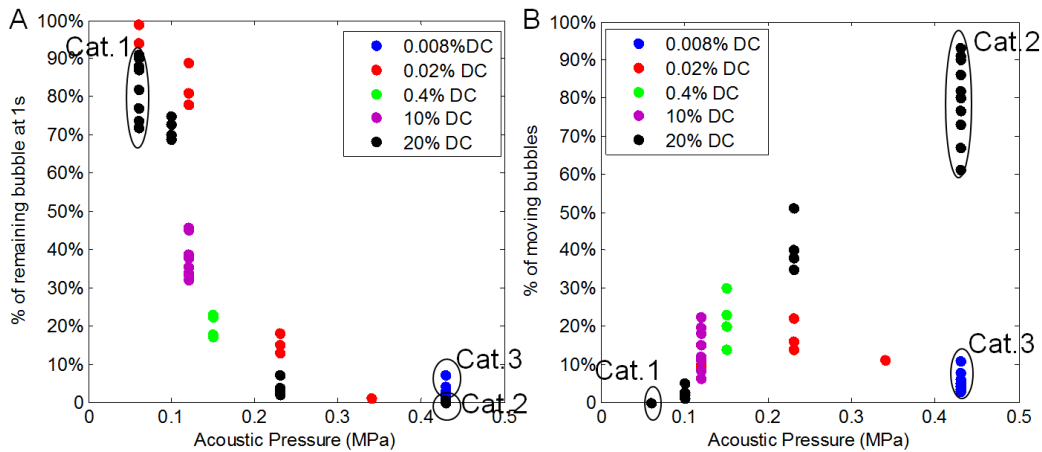 A
% of remaining bubble at 1s
100%
90%
80%
70%
60%
50%
40%
30%
20%
10%
0
Cat.1
0.008%DC
0.02% DC
0.4% DC
10% DC
20% DC
Cat.3
Cat.2
0 0.1 0.2 0.3 0.4 0.5
Acoustic Pressure (MPa)
B
% of moving bubbles
100%
90%
80%
70%
60%
50%
40%
30%
20%
10%
0
0.008% DC
0.02% DC
0.4% DC
10% DC
20% DC
Cat.2
Cat.1
Cat.3
0 0.1 0.2 0.3 0.4 0.5
Acoustic Pressure (MPa)